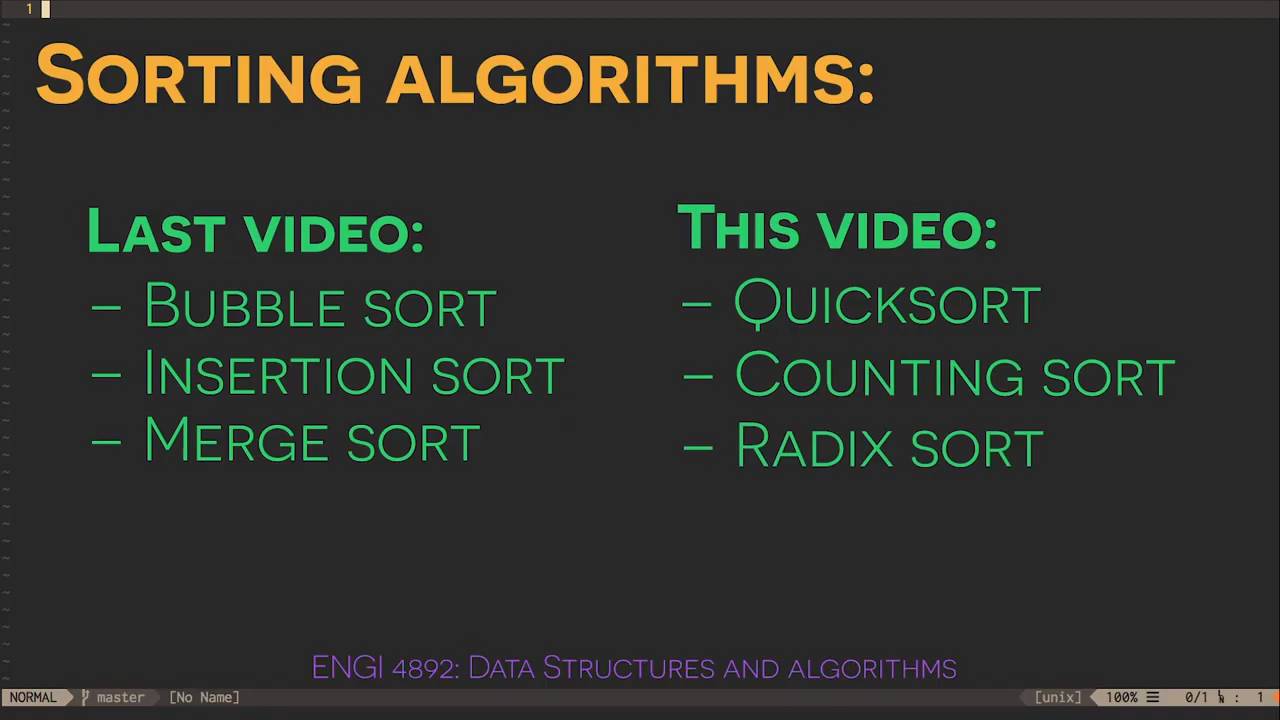 1
Sorting algorithms:
Last video:
– Bubble sort
– Insertion sort
– Merge sort
This video:
– Quicksort
– Counting sort
– Radix sort
ENGI 4892: Data Structures and algorithms
NORMAL master [No Name] [unix] 100% ☰ 0/1 ㏑ : 1